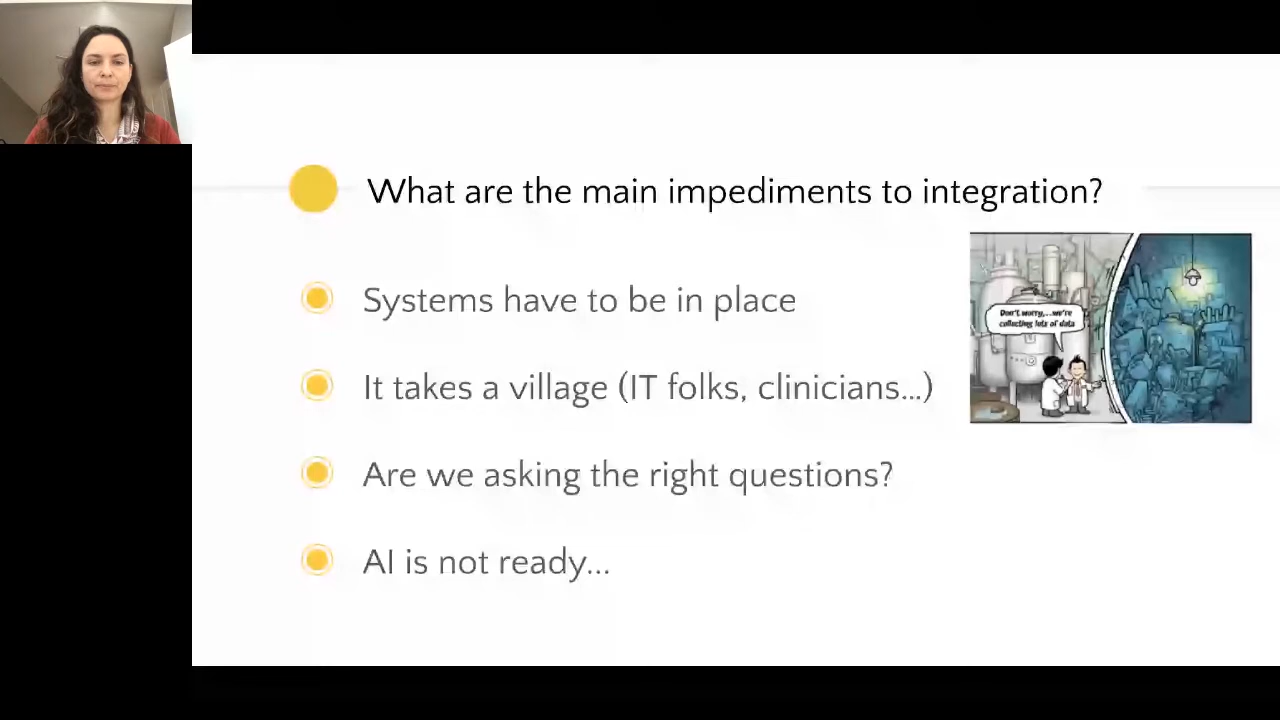 What are the main impediments to integration?
Systems have to be in place
Don't worry,...we're
collecting lots of data
It takes a village (IT folks, clinicians...)
Are we asking the right questions?
AI is not ready...